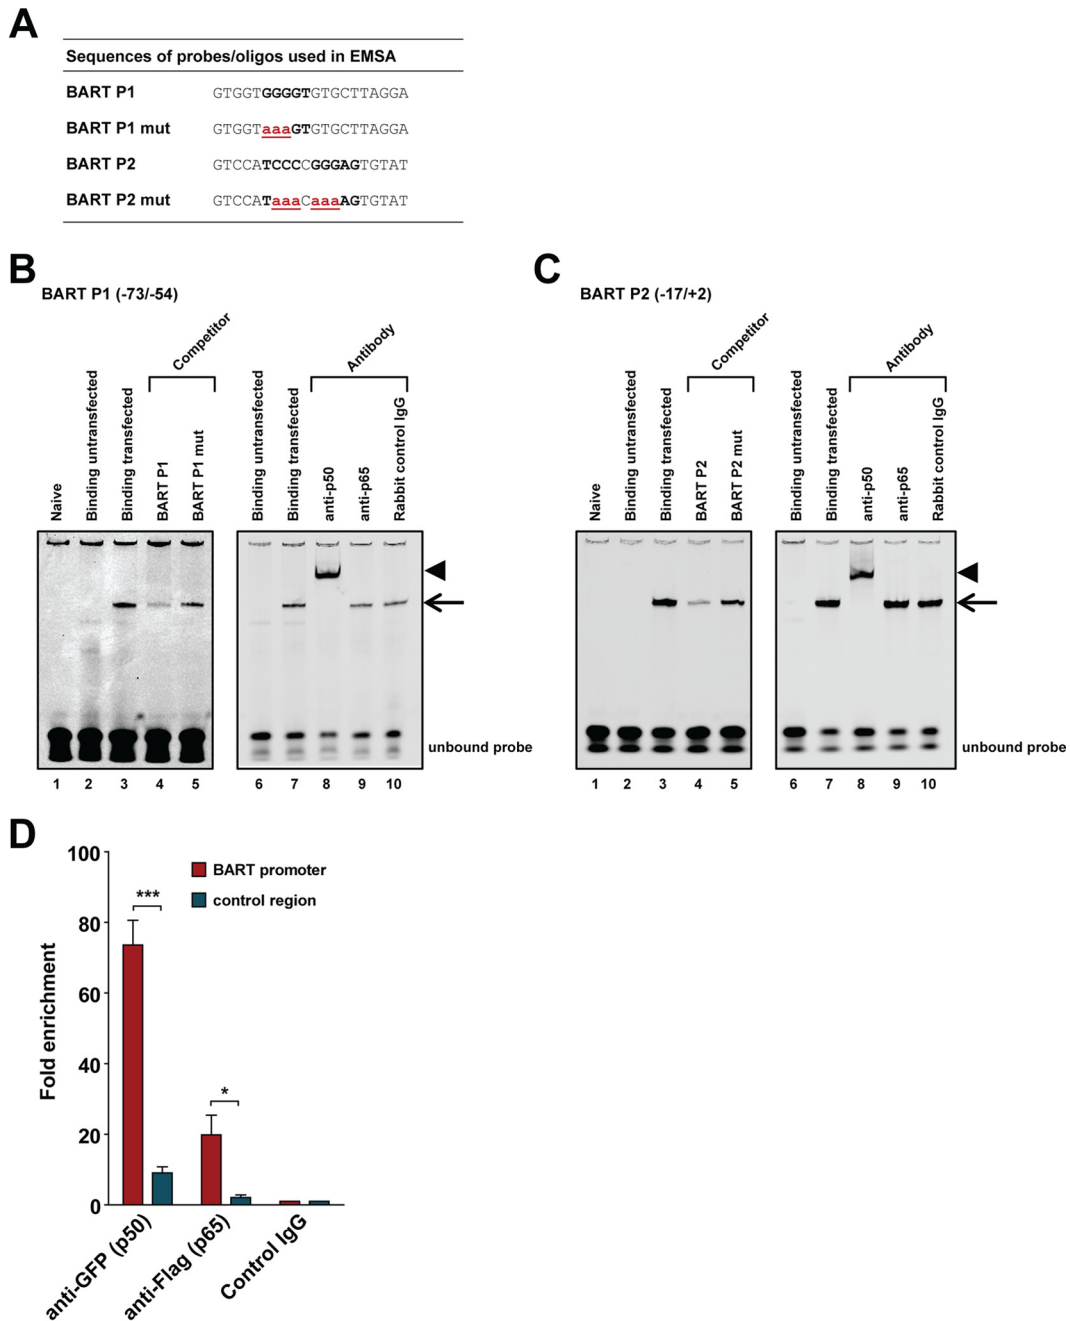 A
Sequences of probes/oligos used in EMSA
BART P1 GTGGTGGGGTGTGCTTAGGA
BART P1 mut GTGGTaaaGTGTGCTTAGGA
BART P2 GTCCATCCCCGGGAGTGTAT
BART P2 mut GTCCATaaaCaaaAGTGTAT
B
BART P1 (-73/-54)
Competitor
Antibody
Naive
Binding untransfected
Binding transfected
BART P1
BART P1 mut
Binding untransfected
Binding transfected
anti-p50
anti-p65
Rabbit control IgG
unbound probe
1 2 3 4 5 6 7 8 9 10
C
BART P2 (-17/+2)
Competitor
Antibody
Naive
Binding untransfected
Binding transfected
BART P2
BART P2 mut
Binding untransfected
Binding transfected
anti-p50
anti-p65
Rabbit control IgG
unbound probe
1 2 3 4 5 6 7 8 9 10
D
Fold enrichment
100
80
60
40
20
0
BART promoter
control region
***
*
anti-GFP (p50)
anti-Flag (p65)
Control IgG